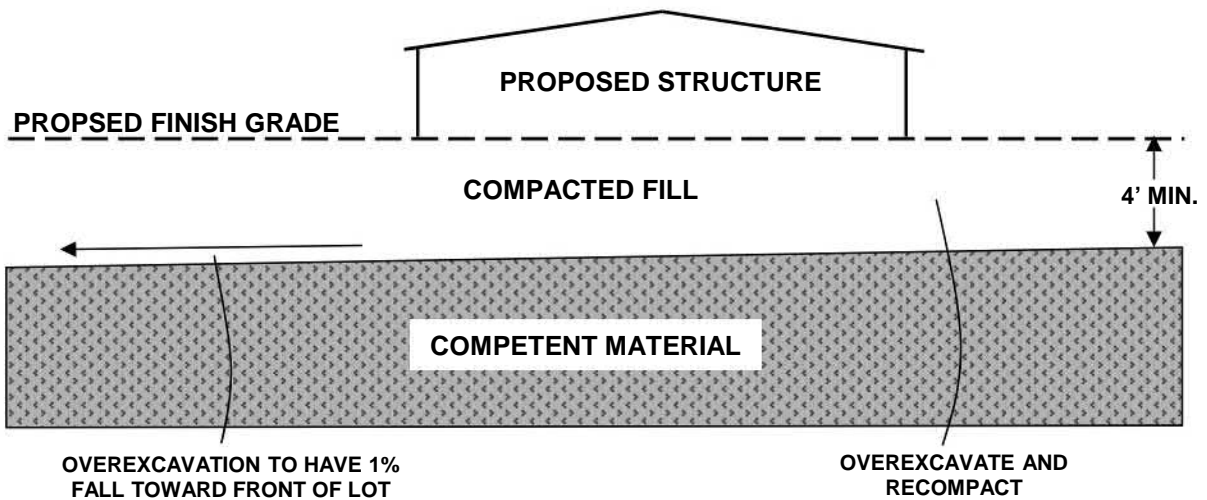 PROPOSED STRUCTURE
PROPSED FINISH GRADE
COMPACTED FILL
4’ MIN.
COMPETENT MATERIAL
OVEREXCAVATION TO HAVE 1%
FALL TOWARD FRONT OF LOT
OVEREXCAVATE AND
RECOMPACT